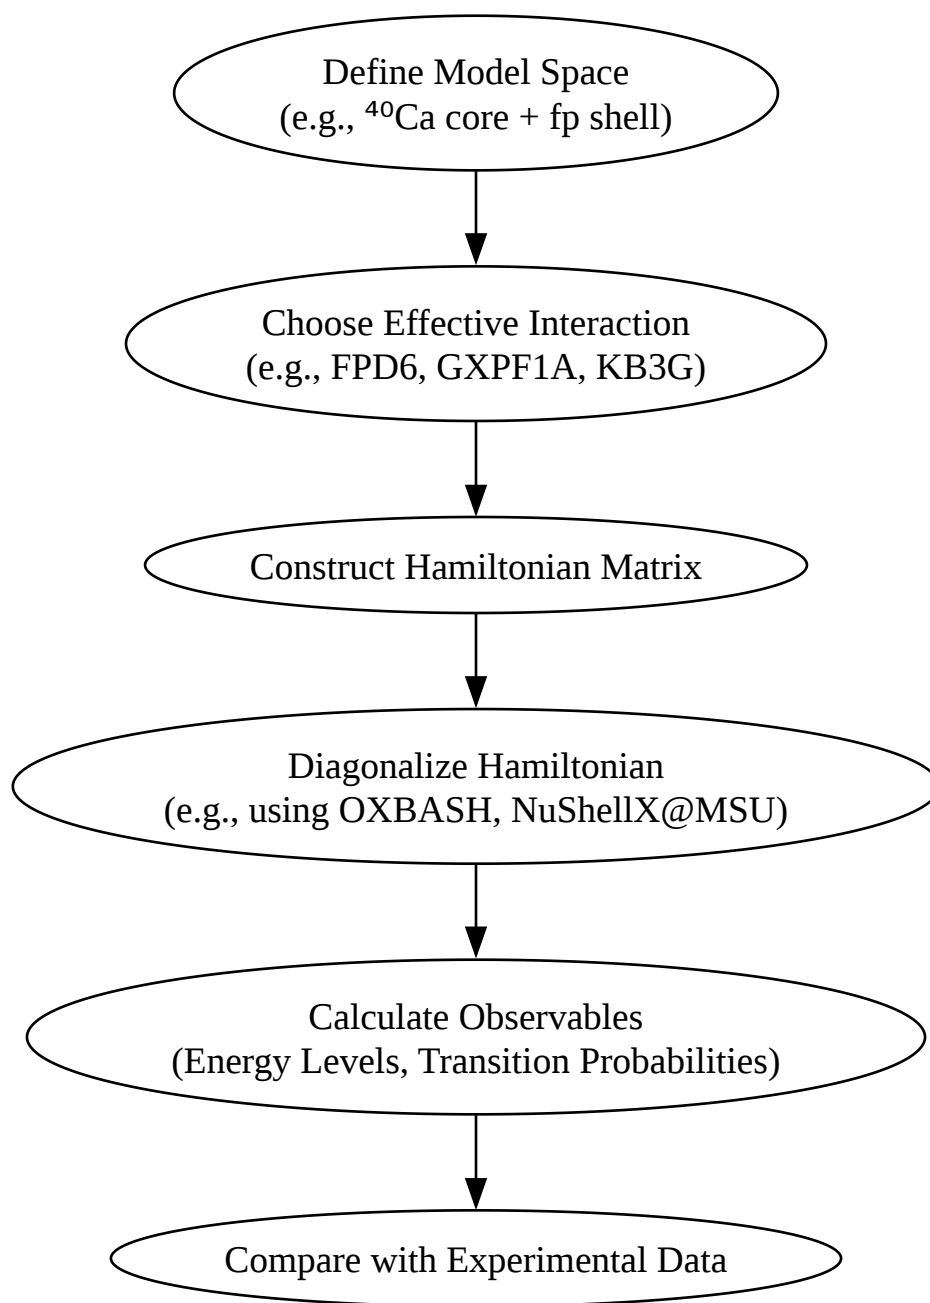 Define Model Space
(e.g., ⁴⁰Ca core + fp shell)
Choose Effective Interaction
(e.g., FPD6, GXPF1A, KB3G)
Construct Hamiltonian Matrix
Diagonalize Hamiltonian
(e.g., using OXBASH, NuShellX@MSU)
Calculate Observables
(Energy Levels, Transition Probabilities)
Compare with Experimental Data